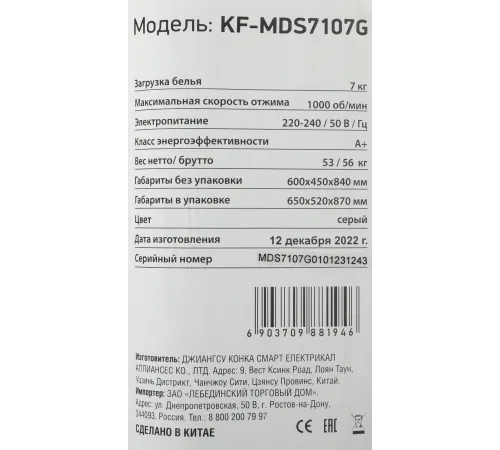 Модель: KF-MDS7107G
Загрузка белья 7 кг
Максимальная скорость отжима 1000 об/мин
Электропитание 220-240 / 50 В / Гц
Класс энергоэффективности А+
Вес нетто/ брутто 53 / 56 кг
Габариты без упаковки 600x450x840 мм
Габариты в упаковке 650x520x870 мм
Цвет серый
Дата изготовления 12 декабря 2022 г.
Серийный номер MDS7107G0101231243
6 903709 881946
Изготовитель: ДЖИАНГСУ КОНКА СМАРТ ЕЛЕКТРИКАЛ
АППЛИАНСЕС КО., ЛТД. Адрес: 9, Вест Ксинк Роад, Лоян Таун,
Уазинь Дистрикт, Чанчжоу Сити, Цзянсу Провинс, Китай.
Импортер: ЗАО «ЛЕБЕДИНСКИЙ ТОРГОВЫЙ ДОМ».
Адрес: ул. Днепропетровская, 50 В, г. Ростов-на-Дону,
344093. Россия. Тел.: 8 800 200 79 97
СДЕЛАНО В КИТАЕ CE EAC